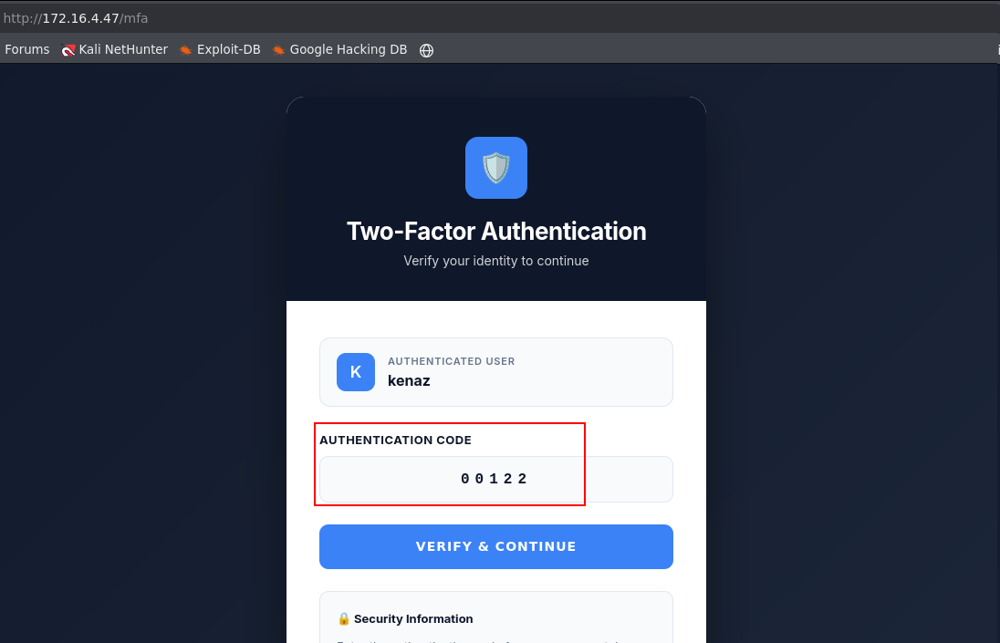 http://172.16.4.47/mfa
Forums Kali NetHunter Exploit-DB Google Hacking DB
Two-Factor Authentication
Verify your identity to continue
K
AUTHENTICATED USER
kenaz
AUTHENTICATION CODE
00122
VERIFY & CONTINUE
Security Information